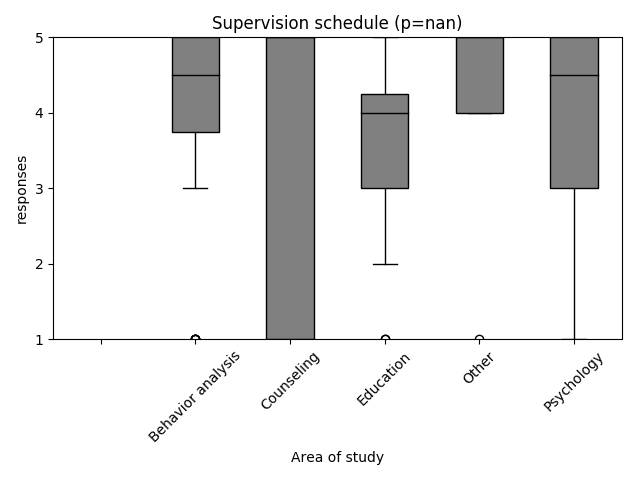 Supervision schedule (p=nan)
5
4
3
2
1
responses
Behavior analysis
Counseling
Education
Other
Psychology
Area of study